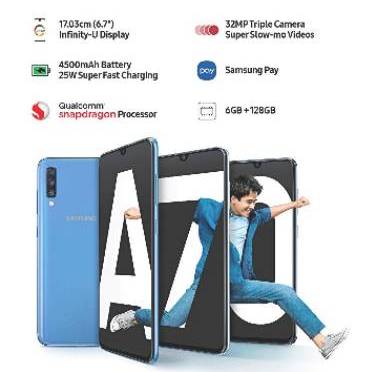 17.03cm (6.7")
Infinity-U Display
32MP Triple Camera
Super Slow-mo Videos
4500mAh Battery
25W Super Fast Charging
pay
Samsung Pay
Qualcomm
snapdragon Processor
6GB +128GB
SAMSUNG
A70